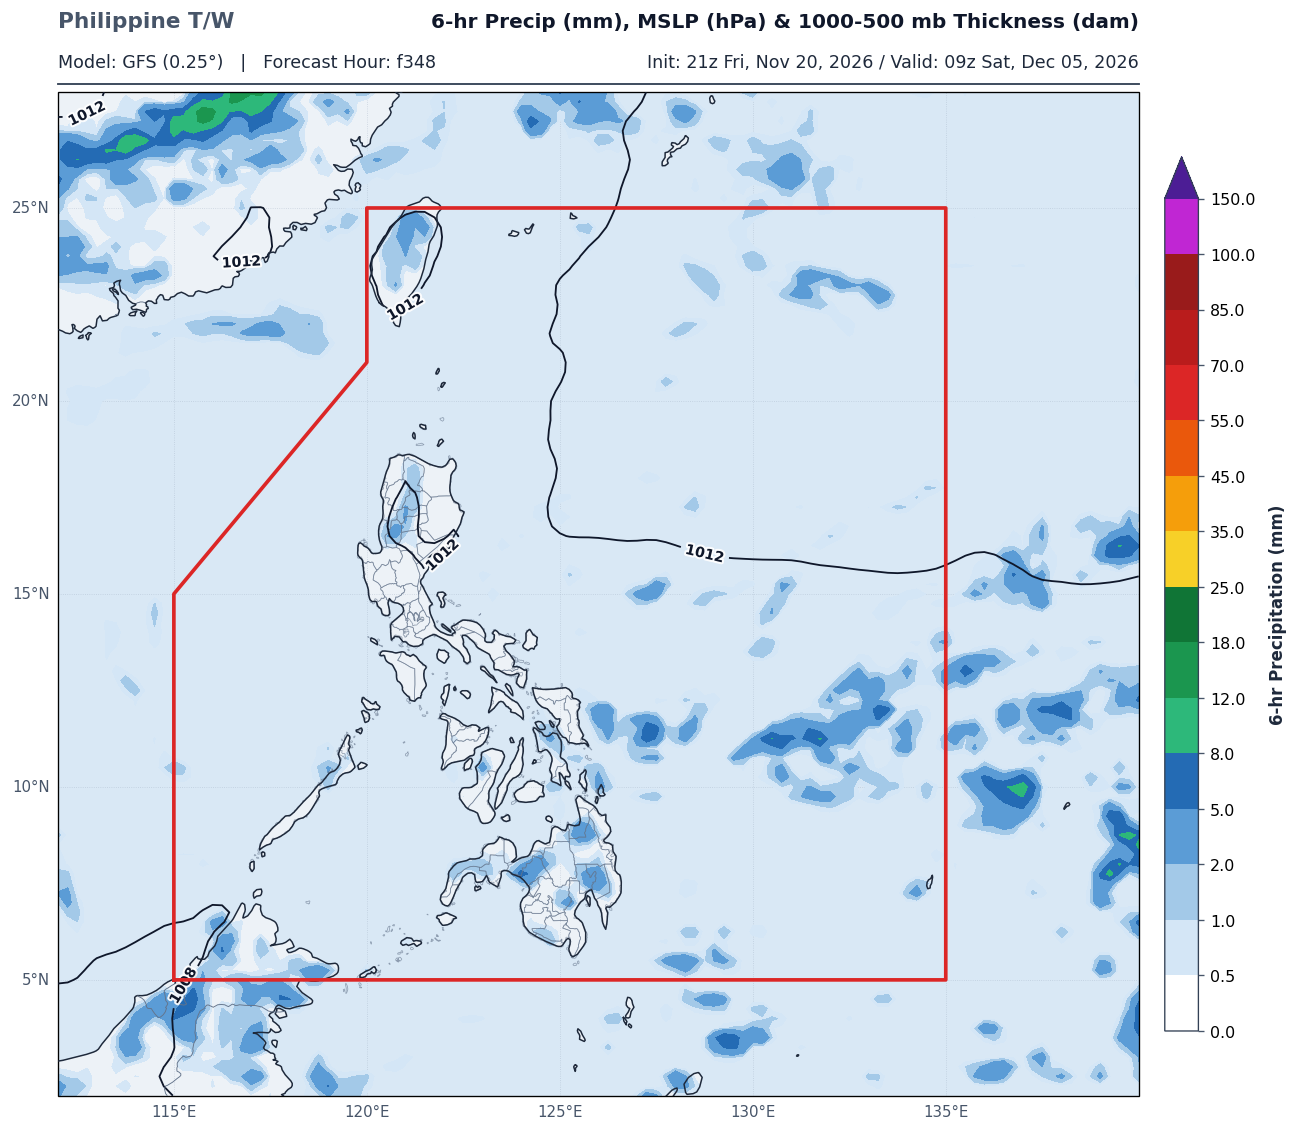 Philippine T/W
6-hr Precip (mm), MSLP (hPa) & 1000-500 mb Thickness (dam)
Model: GFS (0.25°) | Forecast Hour: f348
Init: 21z Fri, Nov 20, 2026 / Valid: 09z Sat, Dec 05, 2026
1012
1012
1012
1012
1012
1008
25°N
20°N
15°N
10°N
5°N
115°E
120°E
125°E
130°E
135°E
150.0
100.0
85.0
70.0
55.0
45.0
35.0
25.0
18.0
12.0
8.0
5.0
2.0
1.0
0.5
0.0
6-hr Precipitation (mm)